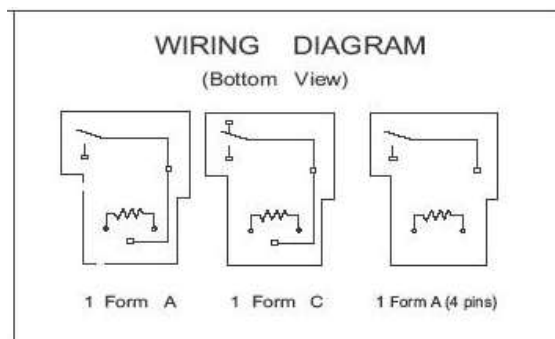 WIRING DIAGRAM
(Bottom View)
1 Form A
1 Form C
1 Form A (4 pins)